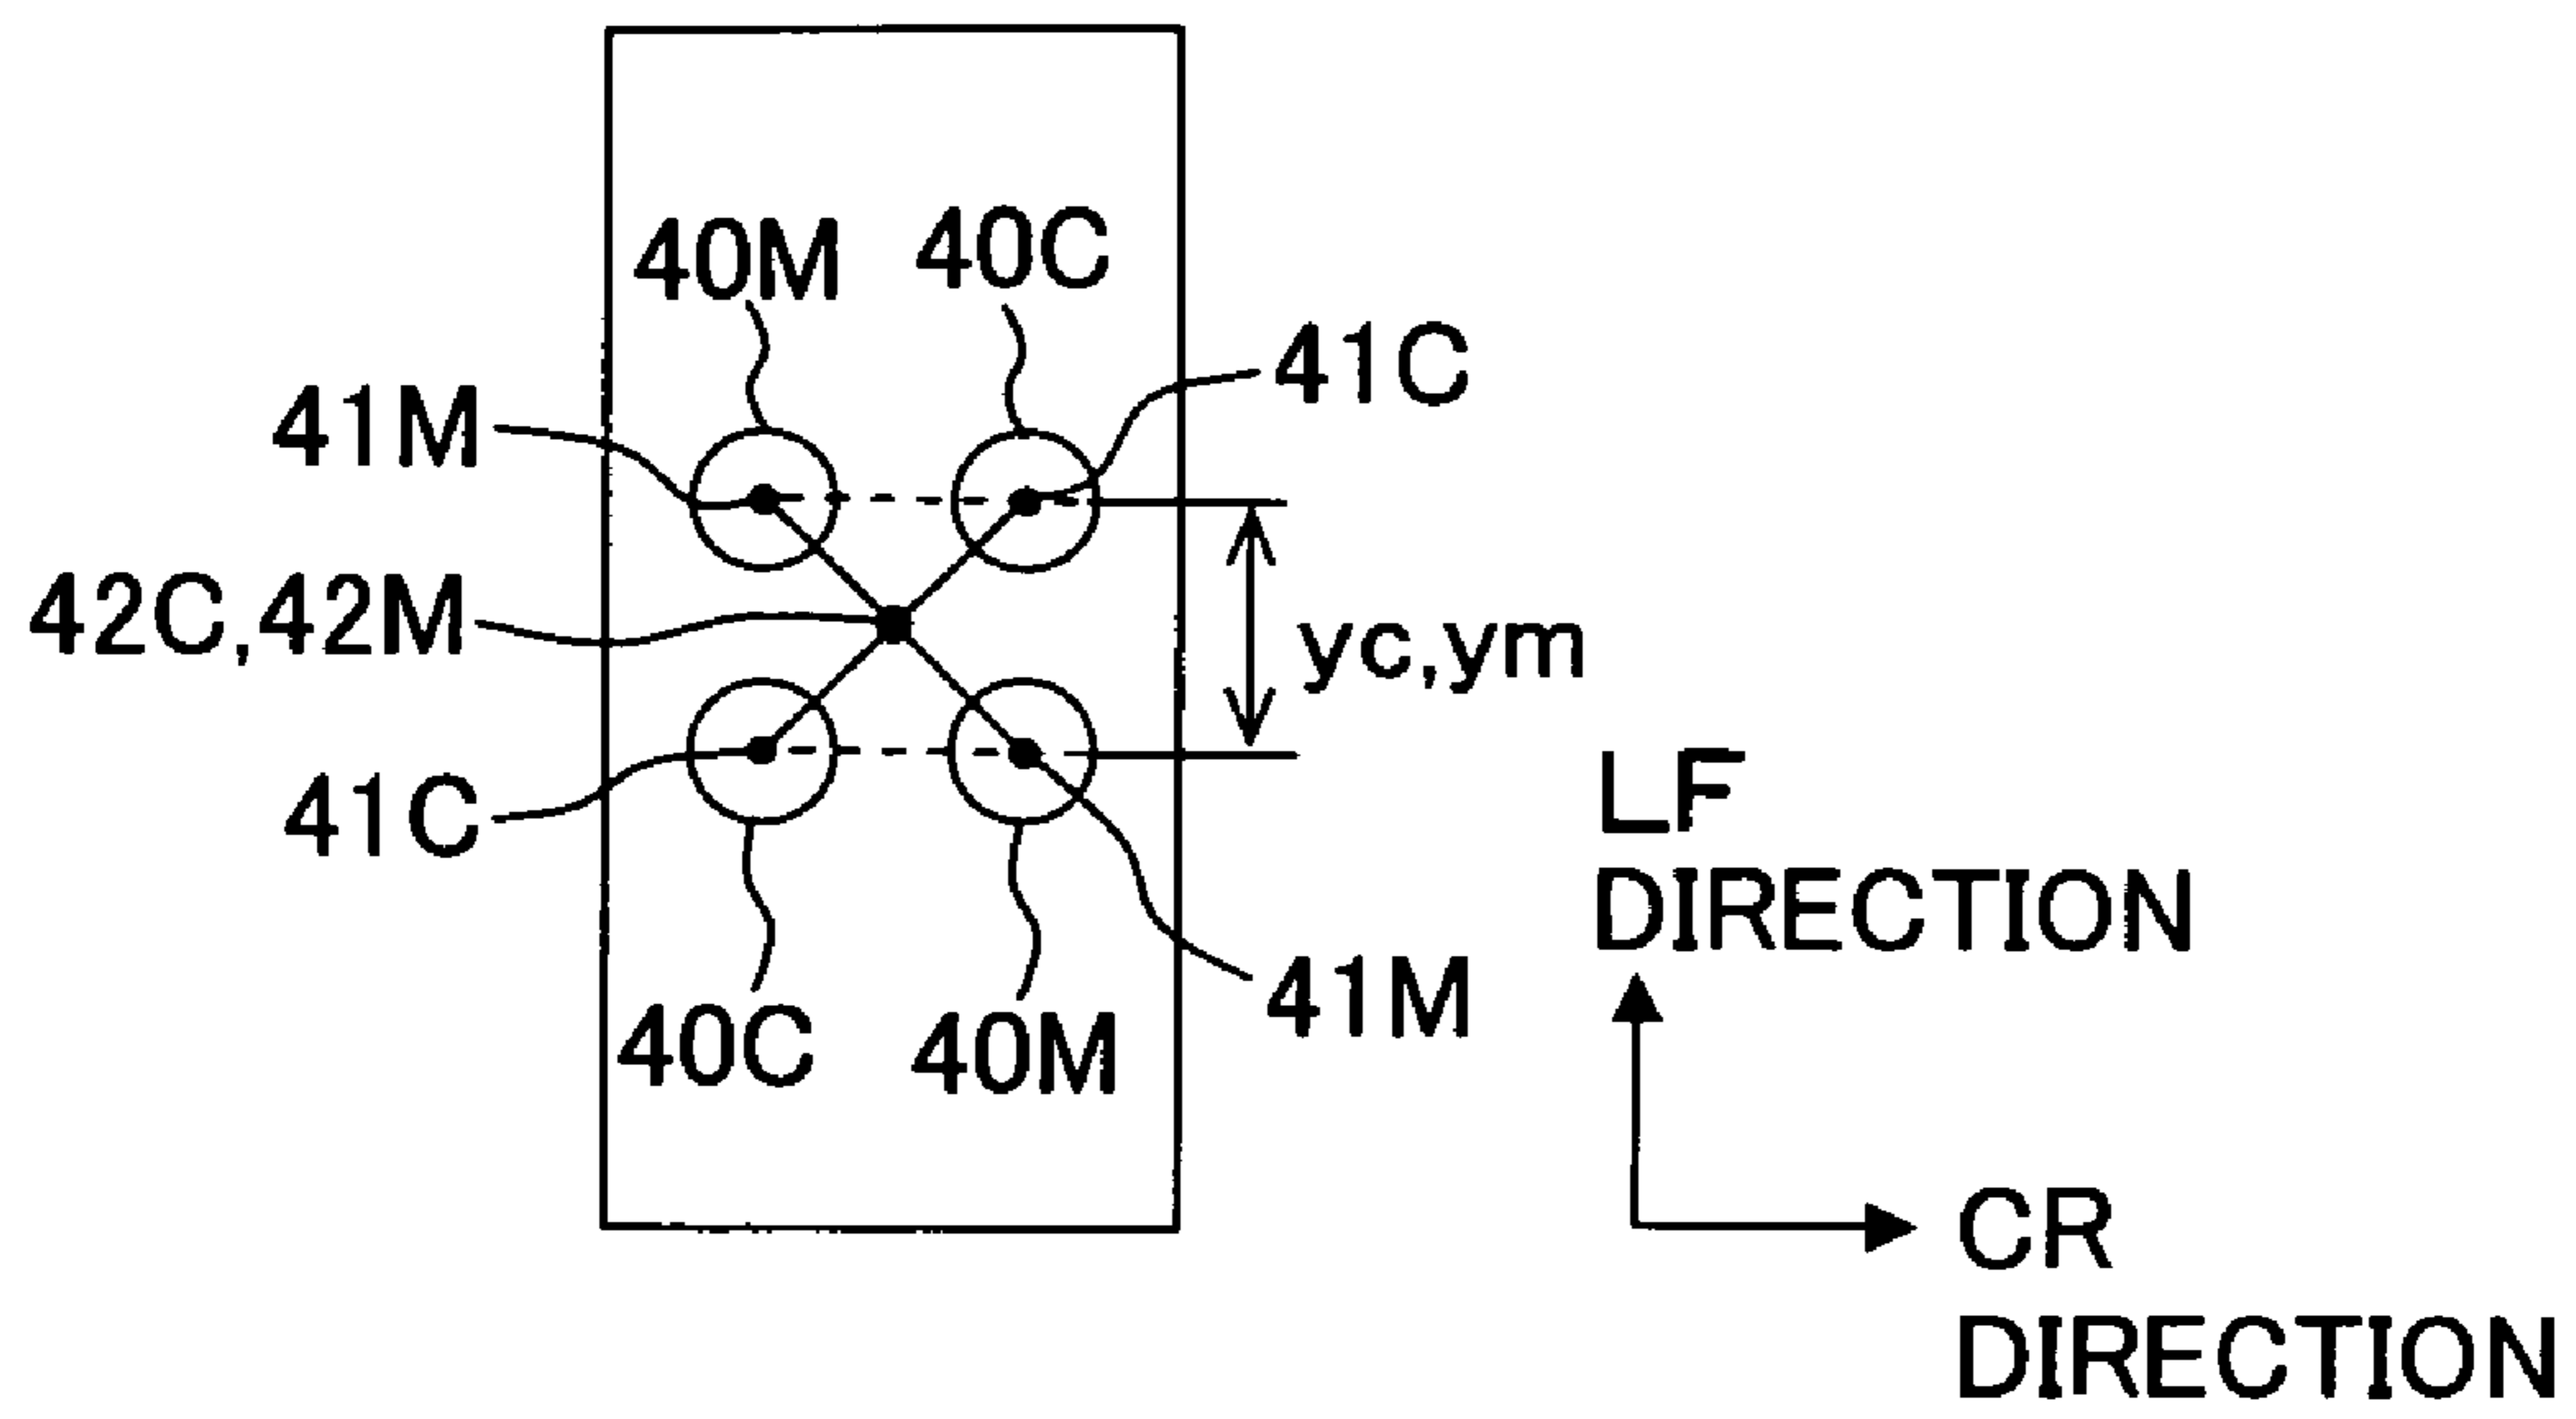 40M 40C
41M
41C
42C,42M
yc,ym
41C
41M
40C 40M
LF
DIRECTION
CR
DIRECTION